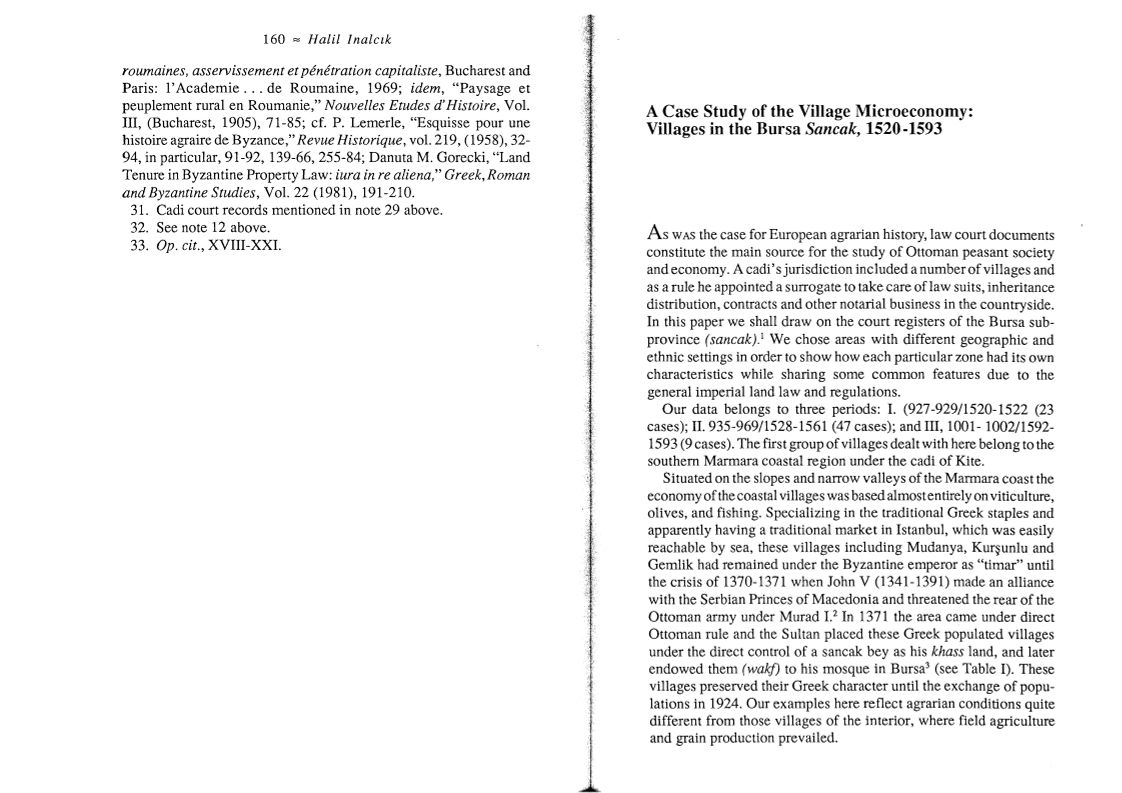 160 ≈ Halil Inalcık
roumaines, asservissement et pénétration capitaliste, Bucharest and
Paris: l'Academie . . . de Roumaine, 1969; idem, “Paysage et
peuplement rural en Roumanie,” Nouvelles Etudes d'Histoire, Vol.
III, (Bucharest, 1905), 71-85; cf. P. Lemerle, “Esquisse pour une
histoire agraire de Byzance,” Revue Historique, vol. 219, (1958), 32-
94, in particular, 91-92, 139-66, 255-84; Danuta M. Gorecki, “Land
Tenure in Byzantine Property Law: iura in re aliena,” Greek, Roman
and Byzantine Studies, Vol. 22 (1981), 191-210.
31. Cadi court records mentioned in note 29 above.
32. See note 12 above.
33. Op. cit., XVIII-XXI.
A Case Study of the Village Microeconomy:
Villages in the Bursa Sancak, 1520-1593
As was the case for European agrarian history, law court documents
constitute the main source for the study of Ottoman peasant society
and economy. A cadi's jurisdiction included a number of villages and
as a rule he appointed a surrogate to take care of law suits, inheritance
distribution, contracts and other notarial business in the countryside.
In this paper we shall draw on the court registers of the Bursa sub-
province (sancak).¹ We chose areas with different geographic and
ethnic settings in order to show how each particular zone had its own
characteristics while sharing some common features due to the
general imperial land law and regulations.
Our data belongs to three periods: I. (927-929/1520-1522 (23
cases); II. 935-969/1528-1561 (47 cases); and III, 1001- 1002/1592-
1593 (9 cases). The first group of villages dealt with here belong to the
southern Marmara coastal region under the cadi of Kite.
Situated on the slopes and narrow valleys of the Marmara coast the
economy of the coastal villages was based almost entirely on viticulture,
olives, and fishing. Specializing in the traditional Greek staples and
apparently having a traditional market in Istanbul, which was easily
reachable by sea, these villages including Mudanya, Kurşunlu and
Gemlik had remained under the Byzantine emperor as “timar” until
the crisis of 1370-1371 when John V (1341-1391) made an alliance
with the Serbian Princes of Macedonia and threatened the rear of the
Ottoman army under Murad I.² In 1371 the area came under direct
Ottoman rule and the Sultan placed these Greek populated villages
under the direct control of a sancak bey as his khass land, and later
endowed them (wakf) to his mosque in Bursa³ (see Table I). These
villages preserved their Greek character until the exchange of popu-
lations in 1924. Our examples here reflect agrarian conditions quite
different from those villages of the interior, where field agriculture
and grain production prevailed.